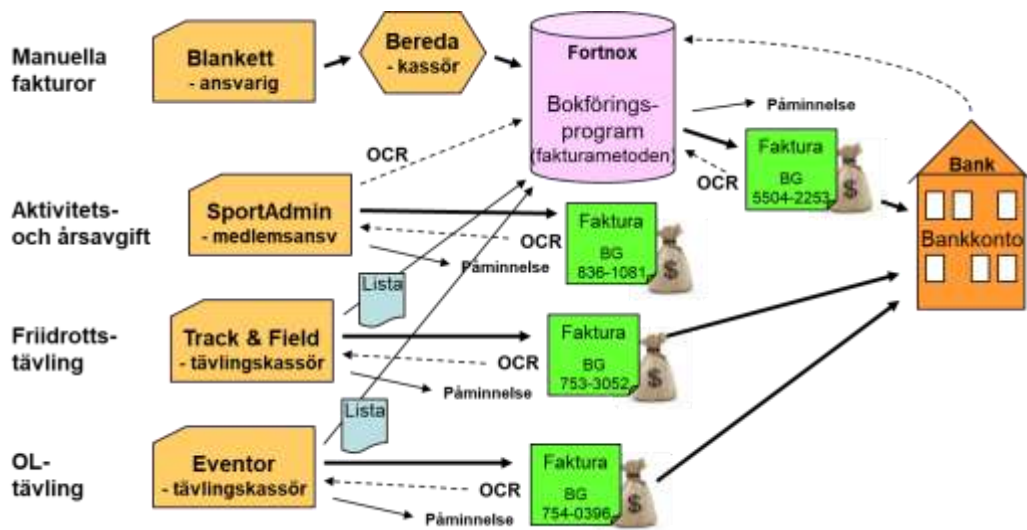 Manuella
fakturor
Blankett
- ansvarig
Bereda
- kassör
Fortnox
Bokförings-
program
(fakturametoden)
Påminnelse
Faktura
BG
5504-2253
OCR
Bank
Bankkonto
OCR
Aktivitets-
och årsavgift
SportAdmin
- medlemsansv
OCR
Påminnelse
Faktura
BG
836-1081
Lista
Friidrotts-
tävling
Track & Field
- tävlingskassör
OCR
Påminnelse
Faktura
BG
753-3052
Lista
OL-
tävling
Eventor
- tävlingskassör
OCR
Påminnelse
Faktura
BG
754-0396